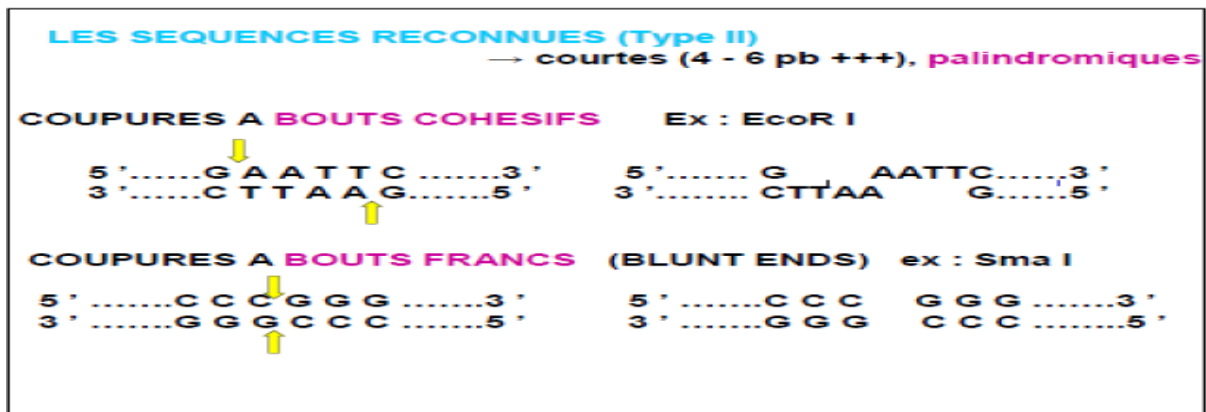 LES SEQUENCES RECONNUES (Type II)
→ courtes (4 - 6 pb +++), palindromiques
COUPURES A BOUTS COHESIFS Ex : EcoR I
5 '......G A A T T C .......3 ' 5 '....... G AATTC......3 '
3 '......C T T A A G.......5 ' 3 '........ CTTAA G......5 '
COUPURES A BOUTS FRANCS (BLUNT ENDS) ex : Sma I
5 ' .......C C C G G G .......3 ' 5 ' .......C C C G G G .......3 '
3 ' .......G G G C C C .......5 ' 3 ' .......G G G C C C ........5 '